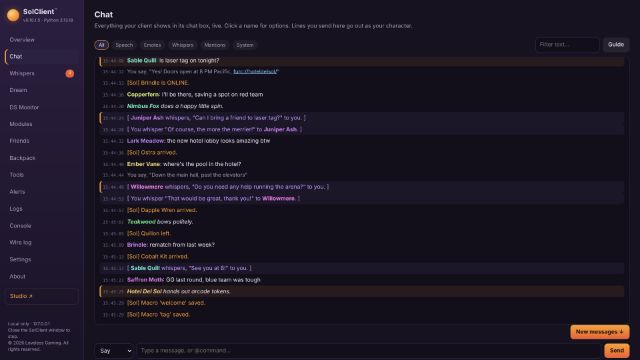 SolClient™
v0.10.1.5 · Python 3.13.10
Overview
Chat
Whispers
Dream
DS Monitor
Modules
Friends
Backpack
Tools
Alerts
Logs
Console
Wire log
Settings
About
Studio ↗
Local only · 127.0.0.1
Close the SolClient window to stop.
© 2026 Loveless Gaming. All rights reserved.
Chat
Everything your client shows in its chat box, live. Click a name for options. Lines you send here go out as your character.
All Speech Emotes Whispers Mentions System
Filter text...
Guide
Sable Quill: Is laser tag on tonight?
You say, "Yes! Doors open at 8 PM Pacific,
[Sol] Brindle is ONLINE.
Copperfern: I'll be there, saving a spot on red team
Nimbus Fox does a happy little spin.
[ Juniper Ash whispers, "Can I bring a friend to laser tag?" to you. ]
[ You whisper "Of course, the more the merrier!" to Juniper Ash. ]
Lark Meadow: the new hotel lobby looks amazing btw
[Sol] Ostra arrived.
Ember Vane: where's the pool in the hotel?
You say, "Down the main hall, past the elevators"
[ Willowmere whispers, "Do you need any help running the arena?" to you. ]
[ You whisper "That would be great, thank you!" to Willowmere. ]
[Sol] Dapple Wren arrived.
Teakwood bows politely.
[Sol] Quillon left.
Brindle: rematch from last week?
[Sol] Cobalt Kit arrived.
[ Sable Quill whispers, "See you at 8!" to you. ]
Saffron Moth: GG last round, blue team was tough
Hotel Del Sol hands out arcade tokens.
[Sol] Macro 'welcome' saved.
[Sol] Macro 'tag' saved.
New messages ↓
Say
Type a message, or @command...
Send